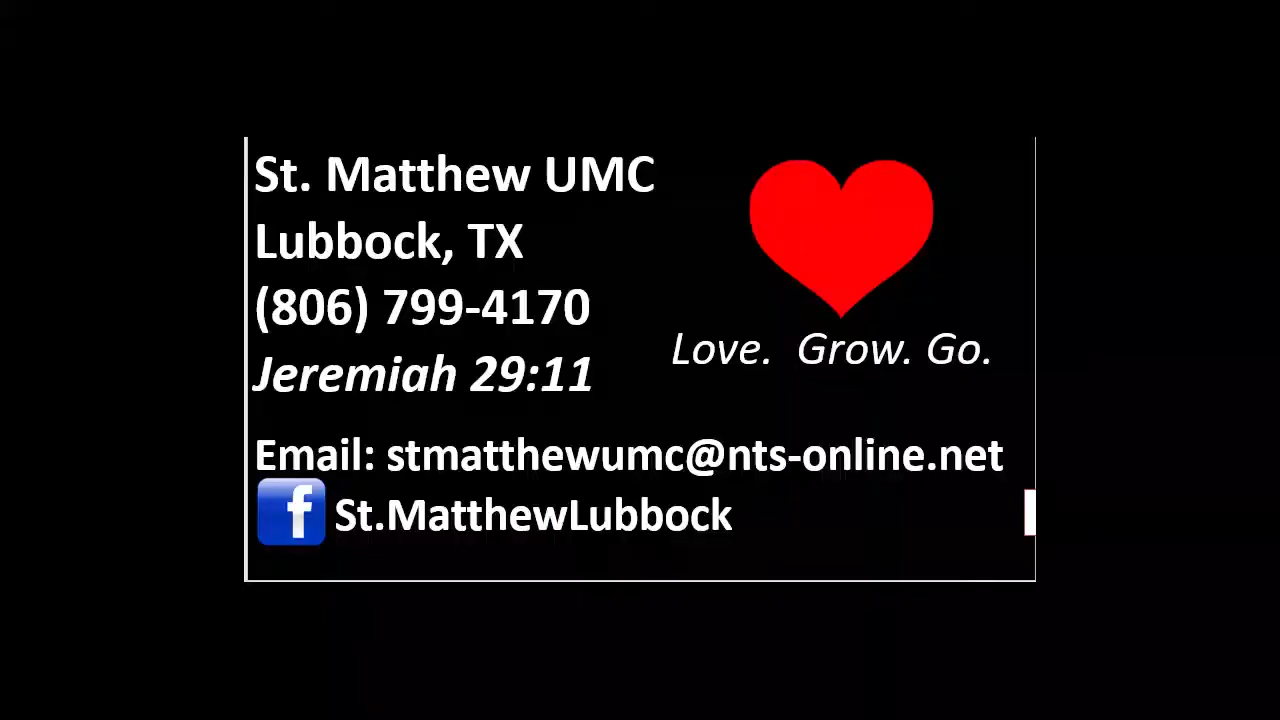 St. Matthew UMC
Lubbock, TX
(806) 799-4170
Jeremiah 29:11
Love. Grow. Go.
Email: stmatthewumc@nts-online.net
f St.MatthewLubbock